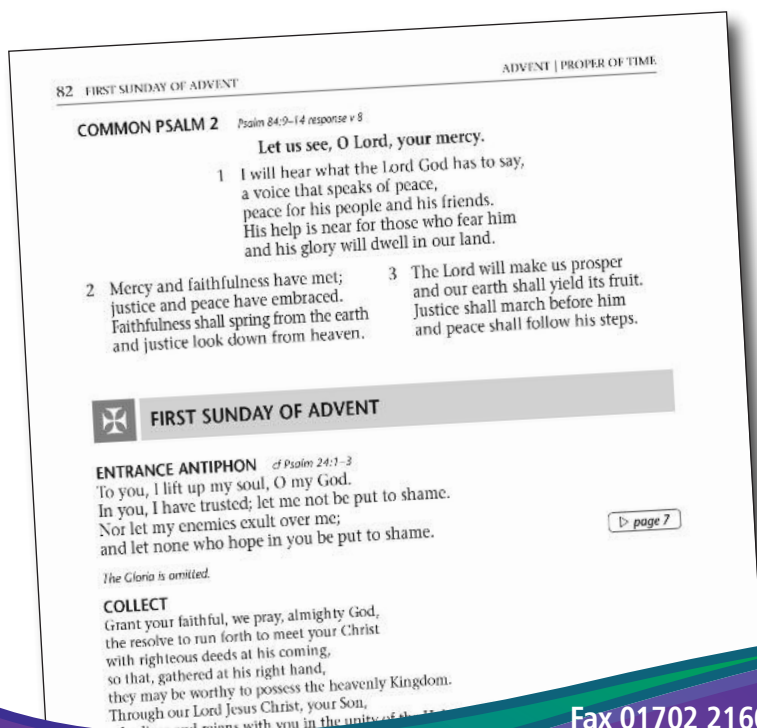 82 FIRST SUNDAY OF ADVENT
ADVENT | PROPER OF TIME
COMMON PSALM 2 Psalm 84:9–14 response v 8
Let us see, O Lord, your mercy.
1 I will hear what the Lord God has to say,
a voice that speaks of peace,
peace for his people and his friends.
His help is near for those who fear him
and his glory will dwell in our land.
2 Mercy and faithfulness have met;
justice and peace have embraced.
Faithfulness shall spring from the earth
and justice look down from heaven.
3 The Lord will make us prosper
and our earth shall yield its fruit.
Justice shall march before him
and peace shall follow his steps.
FIRST SUNDAY OF ADVENT
ENTRANCE ANTIPHON cf Psalm 24:1–3
To you, I lift up my soul, O my God.
In you, I have trusted; let me not be put to shame.
Nor let my enemies exult over me;
and let none who hope in you be put to shame.
▷ page 7
The Gloria is omitted.
COLLECT
Grant your faithful, we pray, almighty God,
the resolve to run forth to meet your Christ
with righteous deeds at his coming,
so that, gathered at his right hand,
they may be worthy to possess the heavenly Kingdom.
Through our Lord Jesus Christ, your Son,
and reigns with you in the unity of the
Fax 01702 216